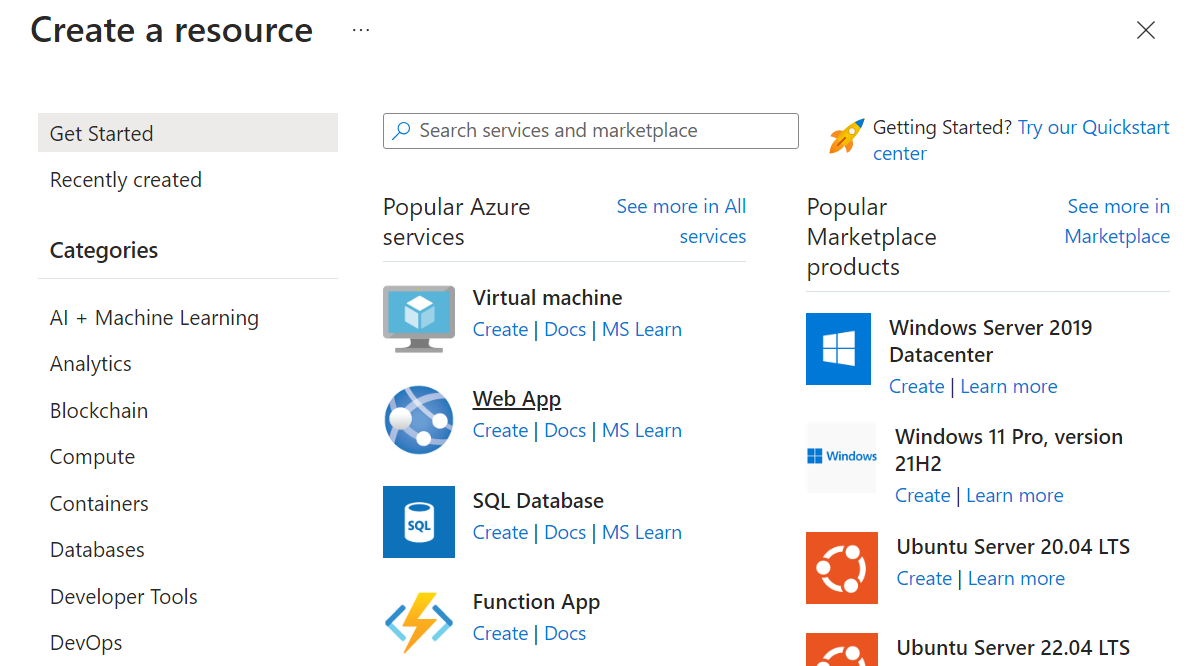 Create a resource
...
Get Started
Recently created
Categories
AI + Machine Learning
Analytics
Blockchain
Compute
Containers
Databases
Developer Tools
DevOps
Search services and marketplace
Getting Started? Try our Quickstart
center
Popular Azure
services
See more in All
services
Virtual machine
Create | Docs | MS Learn
Web App
Create | Docs | MS Learn
SQL
SQL Database
Create | Docs | MS Learn
Function App
Create | Docs
Popular
Marketplace
products
See more in
Marketplace
Windows Server 2019
Datacenter
Create | Learn more
Windows
Windows 11 Pro, version
21H2
Create | Learn more
Ubuntu Server 20.04 LTS
Create | Learn more
Ubuntu Server 22.04 LTS